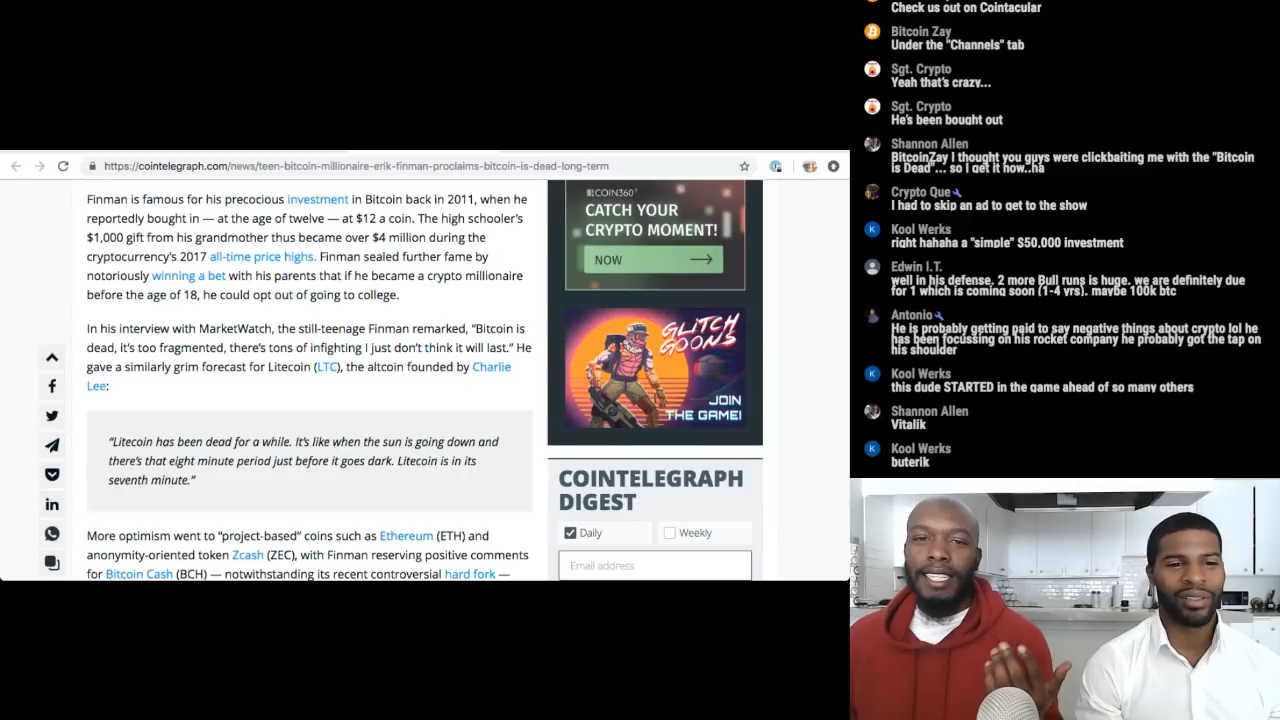 https://cointelegraph.com/news/teen-bitcoin-millionaire-erik-finman-proclaims-bitcoin-is-dead-long-term
Finman is famous for his precocious investment in Bitcoin back in 2011, when
he reportedly bought in — at the age of twelve — at $12 a coin. The high schooler's
$1,000 gift from his grandmother thus became over $4 million during the
cryptocurrency's 2017 all-time price highs. Finman sealed further fame by
notoriously winning a bet with his parents that if he became a crypto millionaire
before the age of 18, he could opt out of going to college.
In his interview with MarketWatch, the still-teenage Finman remarked, "Bitcoin is
dead, it's too fragmented, there's tons of infighting I just don't think it will last." He
gave a similarly grim forecast for Litecoin (LTC), the altcoin founded by Charlie
Lee:
"Litecoin has been dead for a while. It's like when the sun is going down and
there's that eight minute period just before it goes dark. Litecoin is in its
seventh minute."
More optimism went to "project-based" coins such as Ethereum (ETH) and
anonymity-oriented token Zcash (ZEC), with Finman reserving positive comments
for Bitcoin Cash (BCH) — notwithstanding its recent controversial hard fork —
COIN360°
CATCH YOUR
CRYPTO MOMENT!
NOW
GLITCH
GOONS
JOIN
THE GAME!
COINTELEGRAPH
DIGEST
Daily
Weekly
Email address
Check us out on Cointacular
Bitcoin Zay
Under the "Channels" tab
Sgt. Crypto
Yeah that's crazy...
Sgt. Crypto
He's been bought out
Shannon Allen
BitcoinZay I thought you guys were clickbaiting me with the "Bitcoin
is Dead"... so I get it now..ha
Crypto Que
I had to skip an ad to get to the show
Kool Werks
right hahaha a "simple" $50,000 investment
Edwin I.T.
well in his defense, 2 more Bull runs is huge. we are definitely due
for 1 which is coming soon (1-4 yrs). maybe 100k btc
Antonio
He is probably getting paid to say negative things about crypto lol he
has been focussing on his rocket company he probably got the tap on
his shoulder
Kool Werks
this dude STARTED in the game ahead of so many others
Shannon Allen
Vitalik
Kool Werks
buterik